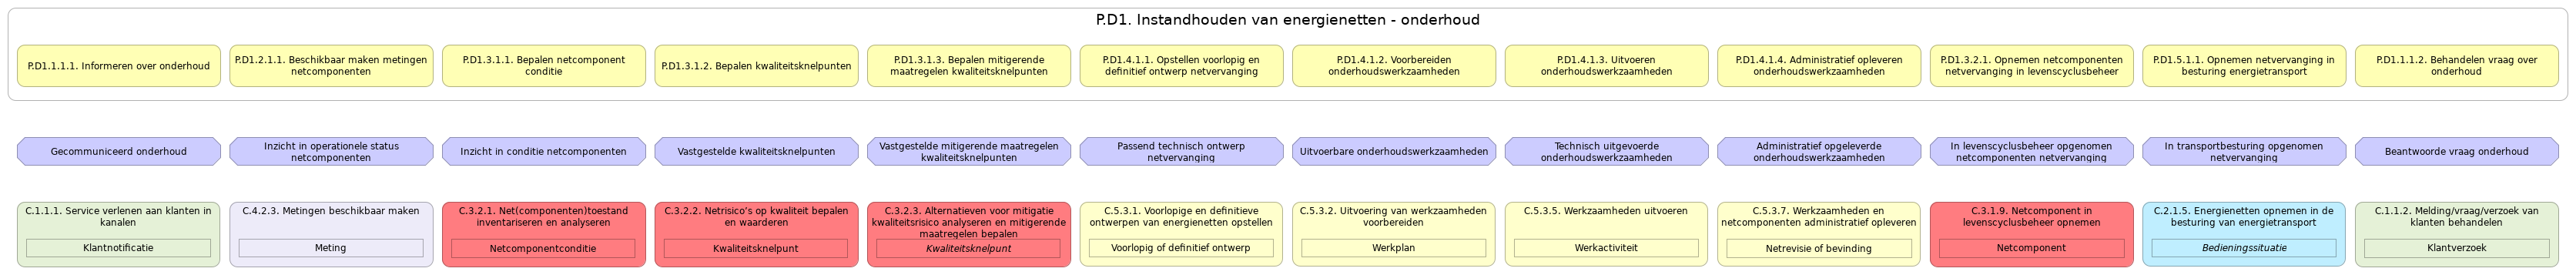 P.D1. Instandhouden van energienetten - onderhoud
P.D1.1.1.1. Informeren over onderhoud
P.D1.2.1.1. Beschikbaar maken metingen
netcomponenten
P.D1.3.1.1. Bepalen netcomponent
conditie
P.D1.3.1.2. Bepalen kwaliteitsknelpunten
P.D1.3.1.3. Bepalen mitigerende
maatregelen kwaliteitsknelpunten
P.D1.4.1.1. Opstellen voorlopig en
definitief ontwerp netvervanging
P.D1.4.1.2. Voorbereiden
onderhoudswerkzaamheden
P.D1.4.1.3. Uitvoeren
onderhoudswerkzaamheden
P.D1.4.1.4. Administratief opleveren
onderhoudswerkzaamheden
P.D1.3.2.1. Opnemen netcomponenten
netvervanging in levenscyclusbeheer
P.D1.5.1.1. Opnemen netvervanging in
besturing energietransport
P.D1.1.1.2. Behandelen vraag over
onderhoud
Gecommuniceerd onderhoud
Inzicht in operationele status
netcomponenten
Inzicht in conditie netcomponenten
Vastgestelde kwaliteitsknelpunten
Vastgestelde mitigerende maatregelen
kwaliteitsknelpunten
Passend technisch ontwerp
netvervanging
Uitvoerbare onderhoudswerkzaamheden
Technisch uitgevoerde
onderhoudswerkzaamheden
Administratief opgeleverde
onderhoudswerkzaamheden
In levenscyclusbeheer opgenomen
netcomponenten netvervanging
In transportbesturing opgenomen
netvervanging
Beantwoorde vraag onderhoud
C.1.1.1. Service verlenen aan klanten in
kanalen
Klantnotificatie
C.4.2.3. Metingen beschikbaar maken
Meting
C.3.2.1. Net(componenten)toestand
inventariseren en analyseren
Netcomponentconditie
C.3.2.2. Netrisico's op kwaliteit bepalen
en waarderen
Kwaliteitsknelpunt
C.3.2.3. Alternatieven voor mitigatie
kwaliteitsrisico analyseren en mitigerende
maatregelen bepalen
Kwaliteitsknelpunt
C.5.3.1. Voorlopige en definitieve
ontwerpen van energienetten opstellen
Voorlopig of definitief ontwerp
C.5.3.2. Uitvoering van werkzaamheden
voorbereiden
Werkplan
C.5.3.5. Werkzaamheden uitvoeren
Werkactiviteit
C.5.3.7. Werkzaamheden en
netcomponenten administratief opleveren
Netrevisie of bevinding
C.3.1.9. Netcomponent in
levenscyclusbeheer opnemen
Netcomponent
C.2.1.5. Energienetten opnemen in de
besturing van energietransport
Bedieningssituatie
C.1.1.2. Melding/vraag/verzoek van
klanten behandelen
Klantverzoek